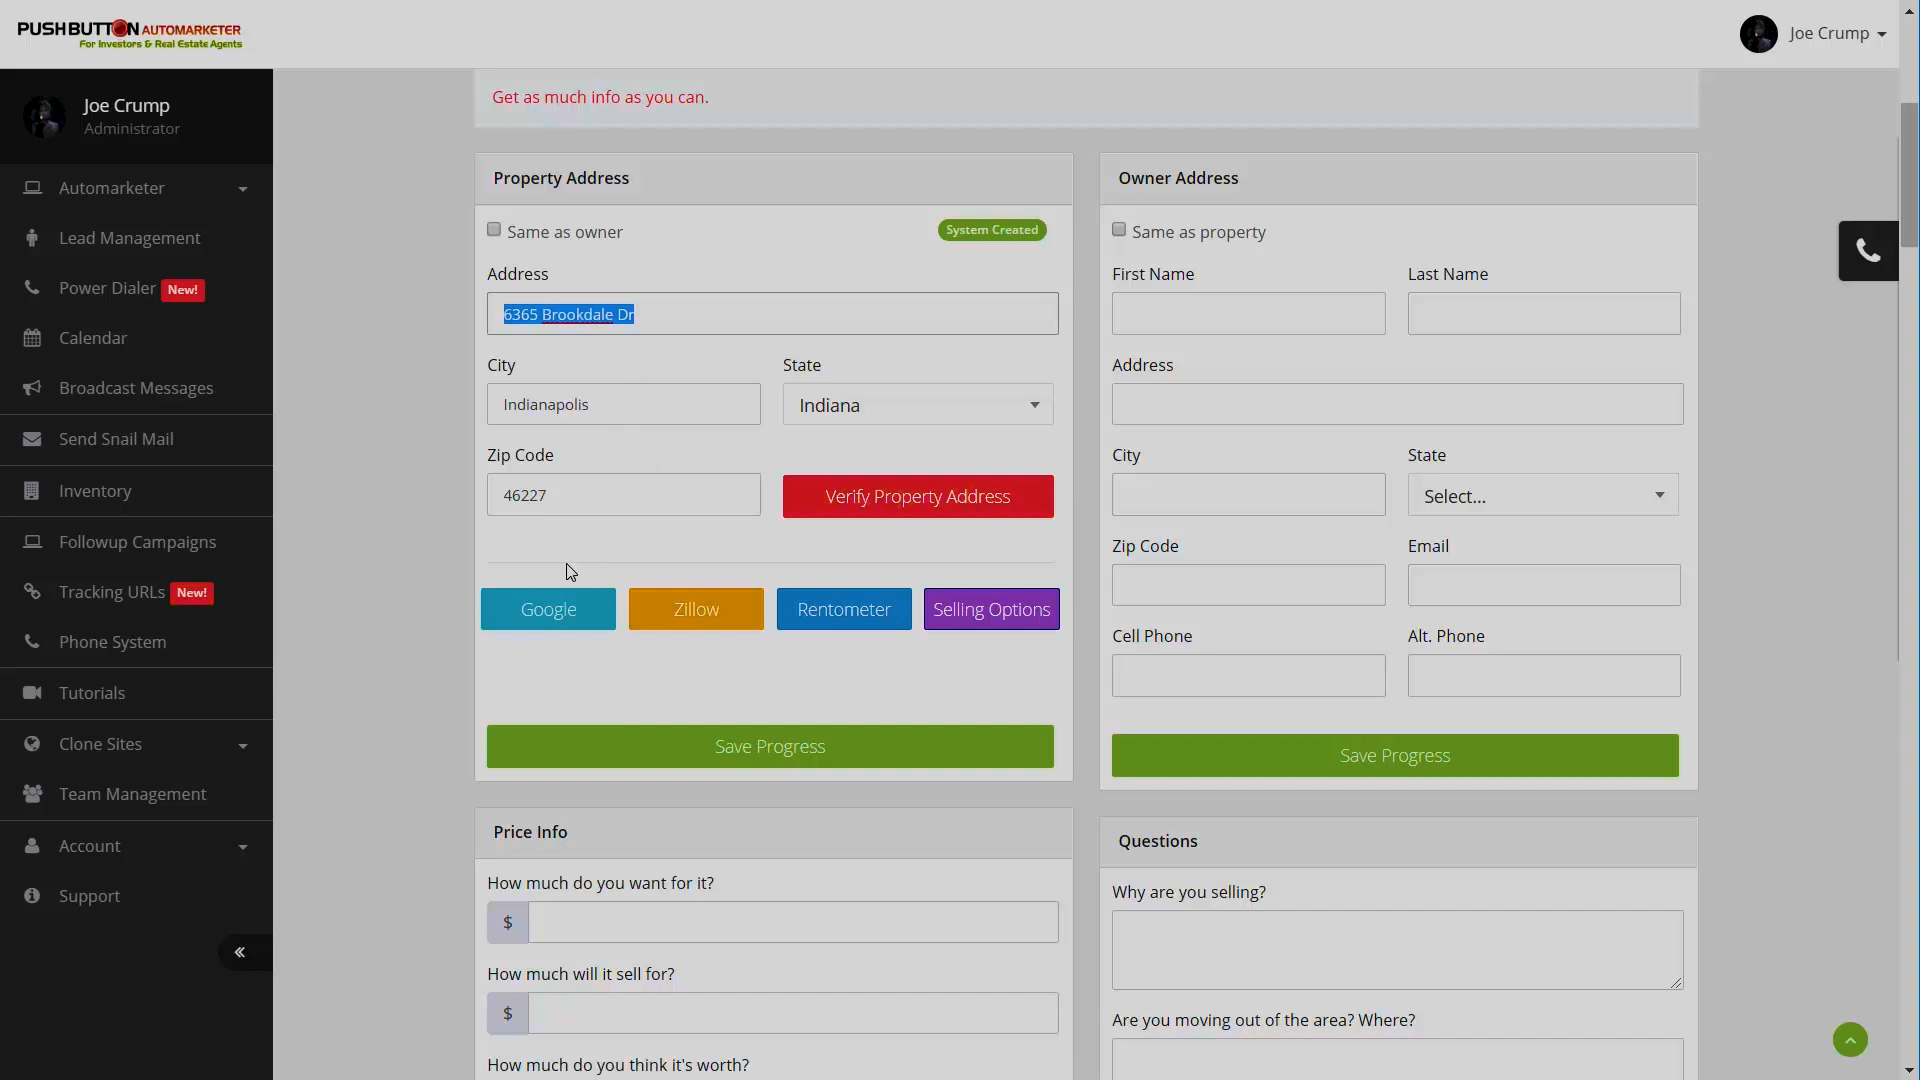 PUSH BUTTON AUTOMARKETER
For Investors & Real Estate Agents
Joe Crump
Joe Crump
Administrator
Automarketer
Lead Management
Power Dialer New!
Calendar
Broadcast Messages
Send Snail Mail
Inventory
Followup Campaigns
Tracking URLs New!
Phone System
Tutorials
Clone Sites
Team Management
Account
Support
Get as much info as you can.
Property Address
Same as owner
System Created
Address
6365 Brookdale Dr
City
State
Indianapolis
Indiana
Zip Code
46227
Verify Property Address
Google
Zillow
Rentometer
Selling Options
Save Progress
Price Info
How much do you want for it?
$
How much will it sell for?
$
How much do you think it's worth?
Owner Address
Same as property
First Name
Last Name
Address
City
State
Select...
Zip Code
Email
Cell Phone
Alt. Phone
Save Progress
Questions
Why are you selling?
Are you moving out of the area? Where?